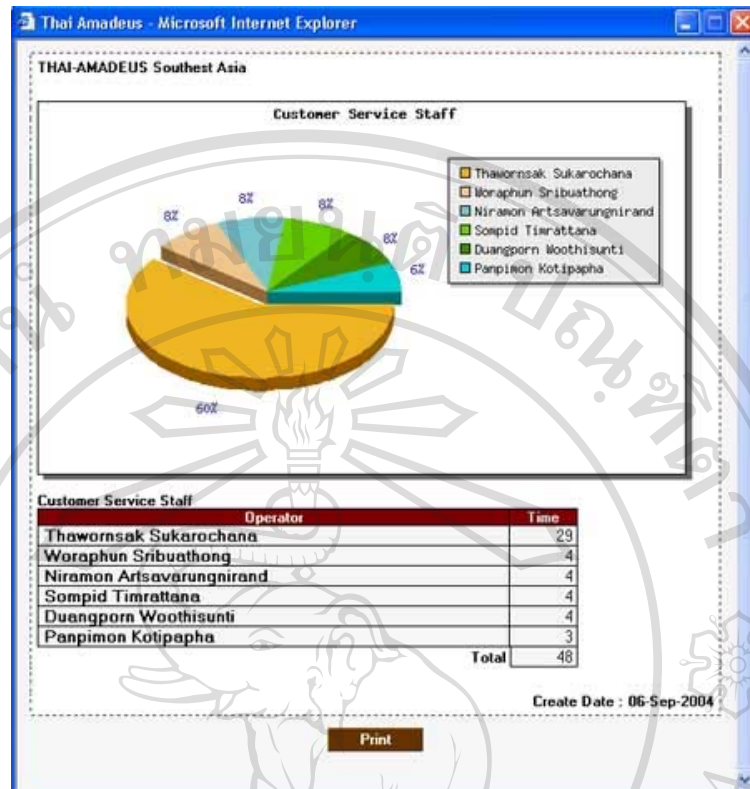 Thai Amadeus - Microsoft Internet Explorer
THAI-AMADEUS Southest Asia
Customer Service Staff
Thawornsak Sukarochana
Woraphun Sribuathong
Niramon Artsavarungnirand
Sompid Timrattana
Duangporn Woothisunti
Panpimon Kotipapha
8%
8%
8%
8%
6%
60%
Customer Service Staff
Operator Time
Thawornsak Sukarochana 29
Woraphun Sribuathong 4
Niramon Artsavarungnirand 4
Sompid Timrattana 4
Duangporn Woothisunti 4
Panpimon Kotipapha 3
Total 48
Create Date : 06-Sep-2004
Print